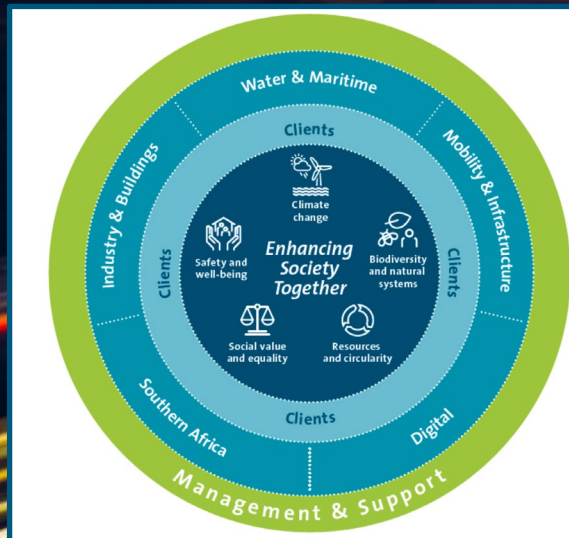 Water & Maritime
Industry & Buildings
Mobility & Infrastructure
Clients
Clients
Clients
Climate
change
Safety and
well-being
Enhancing
Society
Together
Biodiversity
and natural
systems
Social value
and equality
Resources
and circularity
Clients
Southern Africa
Digital
Management & Support